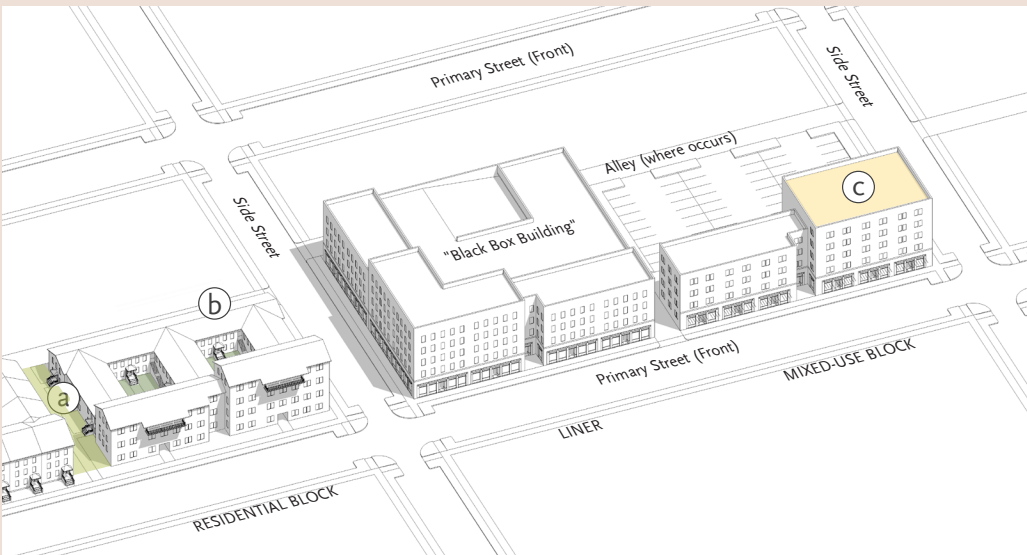 Primary Street (Front)
Side Street
Alley (where occurs)
c
Side Street
"Black Box Building"
b
Primary Street (Front)
MIXED-USE BLOCK
a
LINER
RESIDENTIAL BLOCK